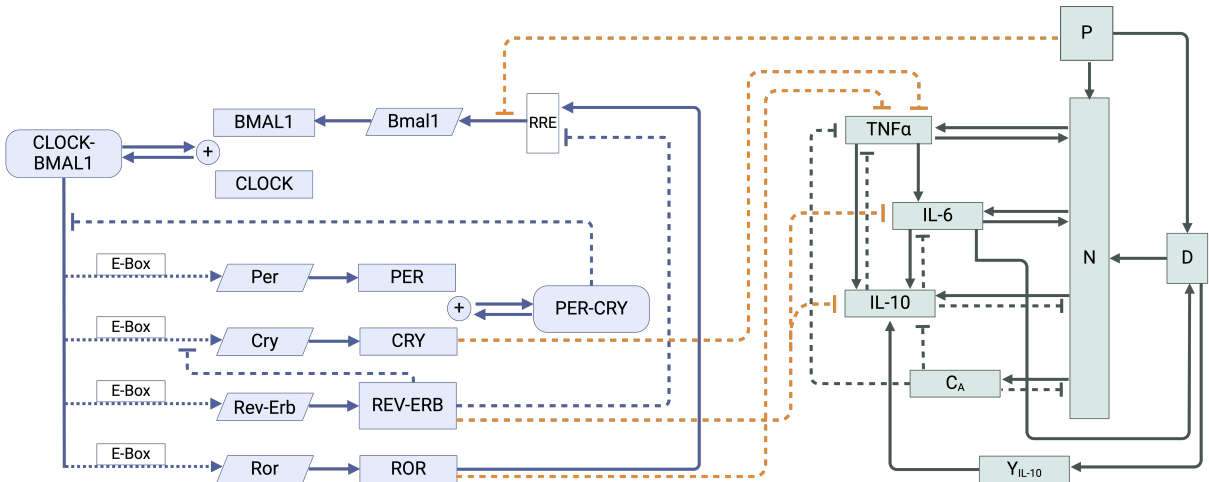 P
BMAL1
Bmal1
RRE
TNFα
CLOCK-
BMAL1
+
CLOCK
IL-6
E-Box
Per
PER
N
D
+
PER-CRY
IL-10
E-Box
Cry
CRY
E-Box
Rev-Erb
REV-ERB
CA
E-Box
Ror
ROR
YIL-10